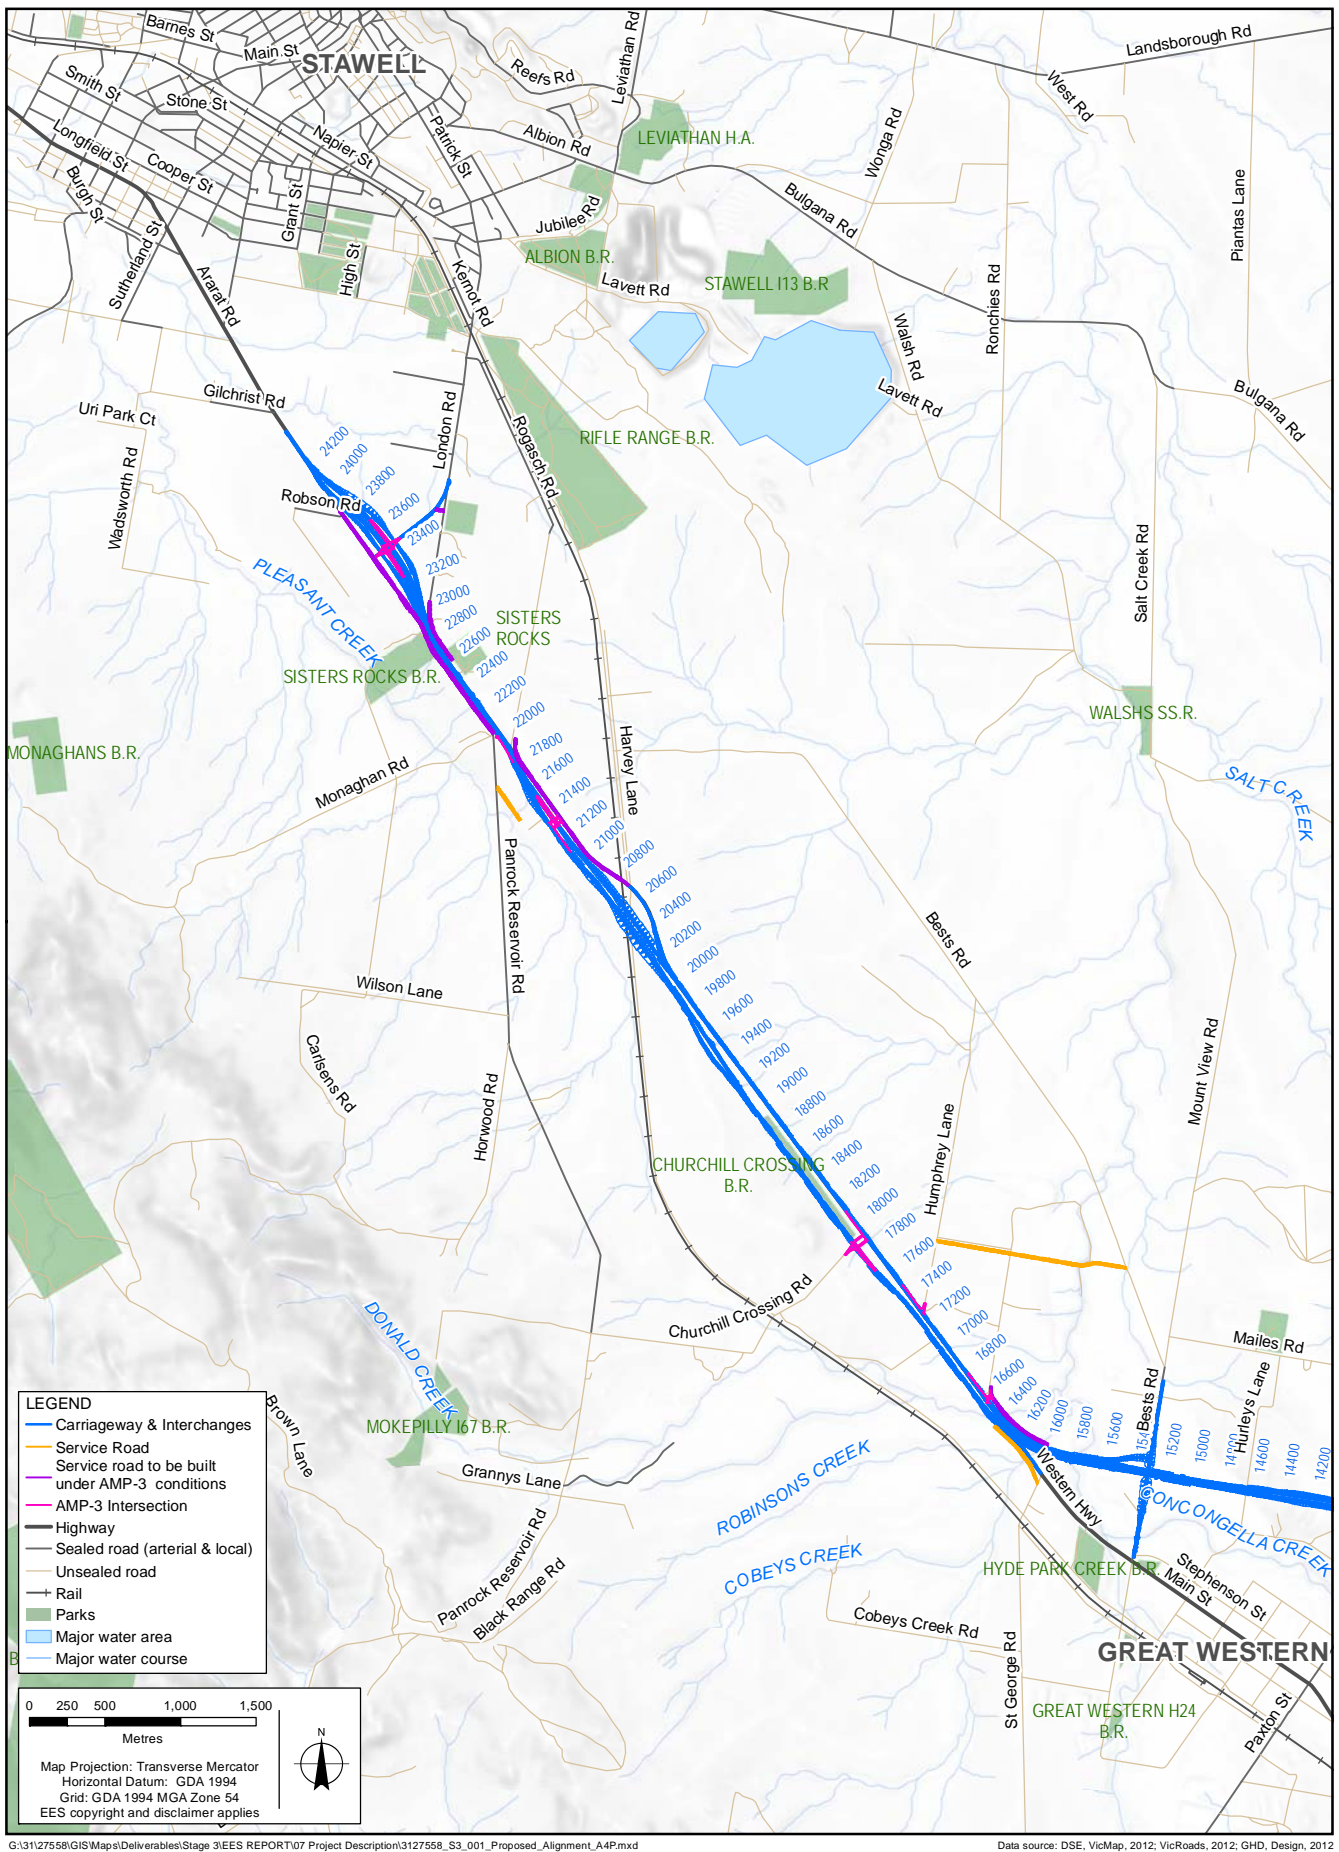 Barnes St
Main St
STAWELL
Reefs Rd
Leviathan Rd
Landsborough Rd
West Rd
Smith St
Stone St
Napier St
Patrick St
Albion Rd
LEVIATHAN H.A.
Wonga Rd
Longfield St
Cooper St
Burgh St
Grant St
Jubilee Rd
Bulgana Rd
Piantas Lane
Sutherland St
Ararat Rd
High St
Kernot Rd
ALBION B.R.
Lavett Rd
STAWELL I13 B.R
Ronchies Rd
Walsh Rd
Lavett Rd
Bulgana Rd
Gilchrist Rd
Uri Park Ct
London Rd
Rogasch Rd
RIFLE RANGE B.R.
Wadsworth Rd
Robson Rd
24200
24000
23800
23600
23400
23200
23000
22800
22600
22400
22200
22000
21800
21600
21400
21200
21000
20800
20600
20400
20200
20000
19800
19600
19400
19200
19000
18800
18600
18400
18200
18000
17800
17600
17400
17200
17000
16800
16600
16400
16200
16000
15800
15600
15200
15000
14600
14400
14200
PLEASANT CREEK
SISTERS
ROCKS
SISTERS ROCKS B.R.
Salt Creek Rd
WALSHS SS.R.
MONAGHANS B.R.
Monaghan Rd
Harvey Lane
SALT CREEK
Panrock Reservoir Rd
Bests Rd
Wilson Lane
Carlsens Rd
Horwood Rd
Mount View Rd
Humphrey Lane
CHURCHILL CROSSING
B.R.
Churchill Crossing Rd
DONALD CREEK
Mailes Rd
Hurleys Lane
Bests Rd
MOKEPILLY I67 B.R.
Brown Lane
Grannys Lane
ROBINSONS CREEK
COBEYS CREEK
Western Hwy
CONCONGELLA CREEK
HYDE PARK CREEK B.R.
Stephenson St
Main St
Panrock Reservoir Rd
Black Range Rd
Cobeys Creek Rd
St George Rd
GREAT WESTERN
GREAT WESTERN H24
B.R.
Paxton St
LEGEND
Carriageway & Interchanges
Service Road
Service road to be built
under AMP-3 conditions
AMP-3 Intersection
Highway
Sealed road (arterial & local)
Unsealed road
Rail
Parks
Major water area
Major water course
0 250 500 1,000 1,500
Metres
N
Map Projection: Transverse Mercator
Horizontal Datum: GDA 1994
Grid: GDA 1994 MGA Zone 54
EES copyright and disclaimer applies
G:\31\27558\GIS\Maps\Deliverables\Stage 3\EES REPORT\07 Project Description\3127558_S3_001_Proposed_Alignment_A4P.mxd
Data source: DSE, VicMap, 2012; VicRoads, 2012; GHD, Design, 2012